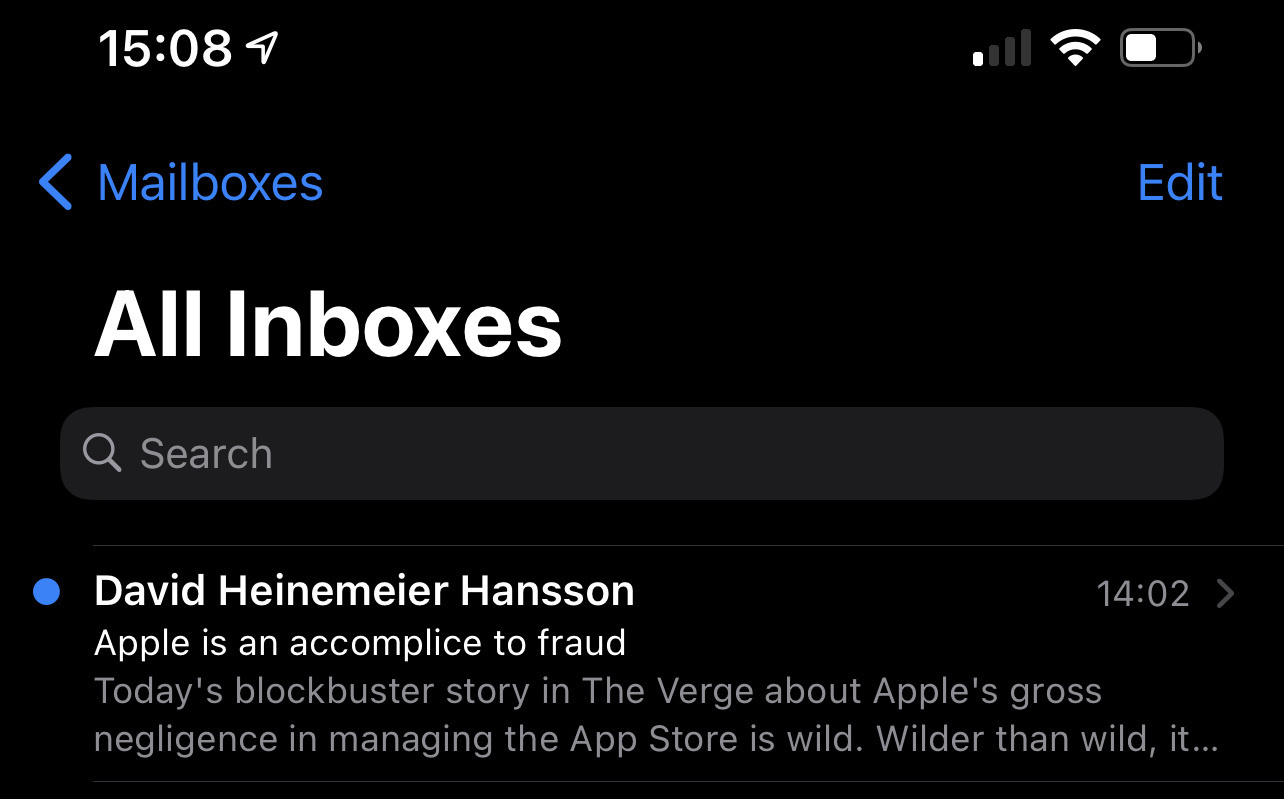 15:08
Mailboxes
Edit
All Inboxes
Search
David Heinemeier Hansson
14:02
Apple is an accomplice to fraud
Today's blockbuster story in The Verge about Apple's gross
negligence in managing the App Store is wild. Wilder than wild, it...